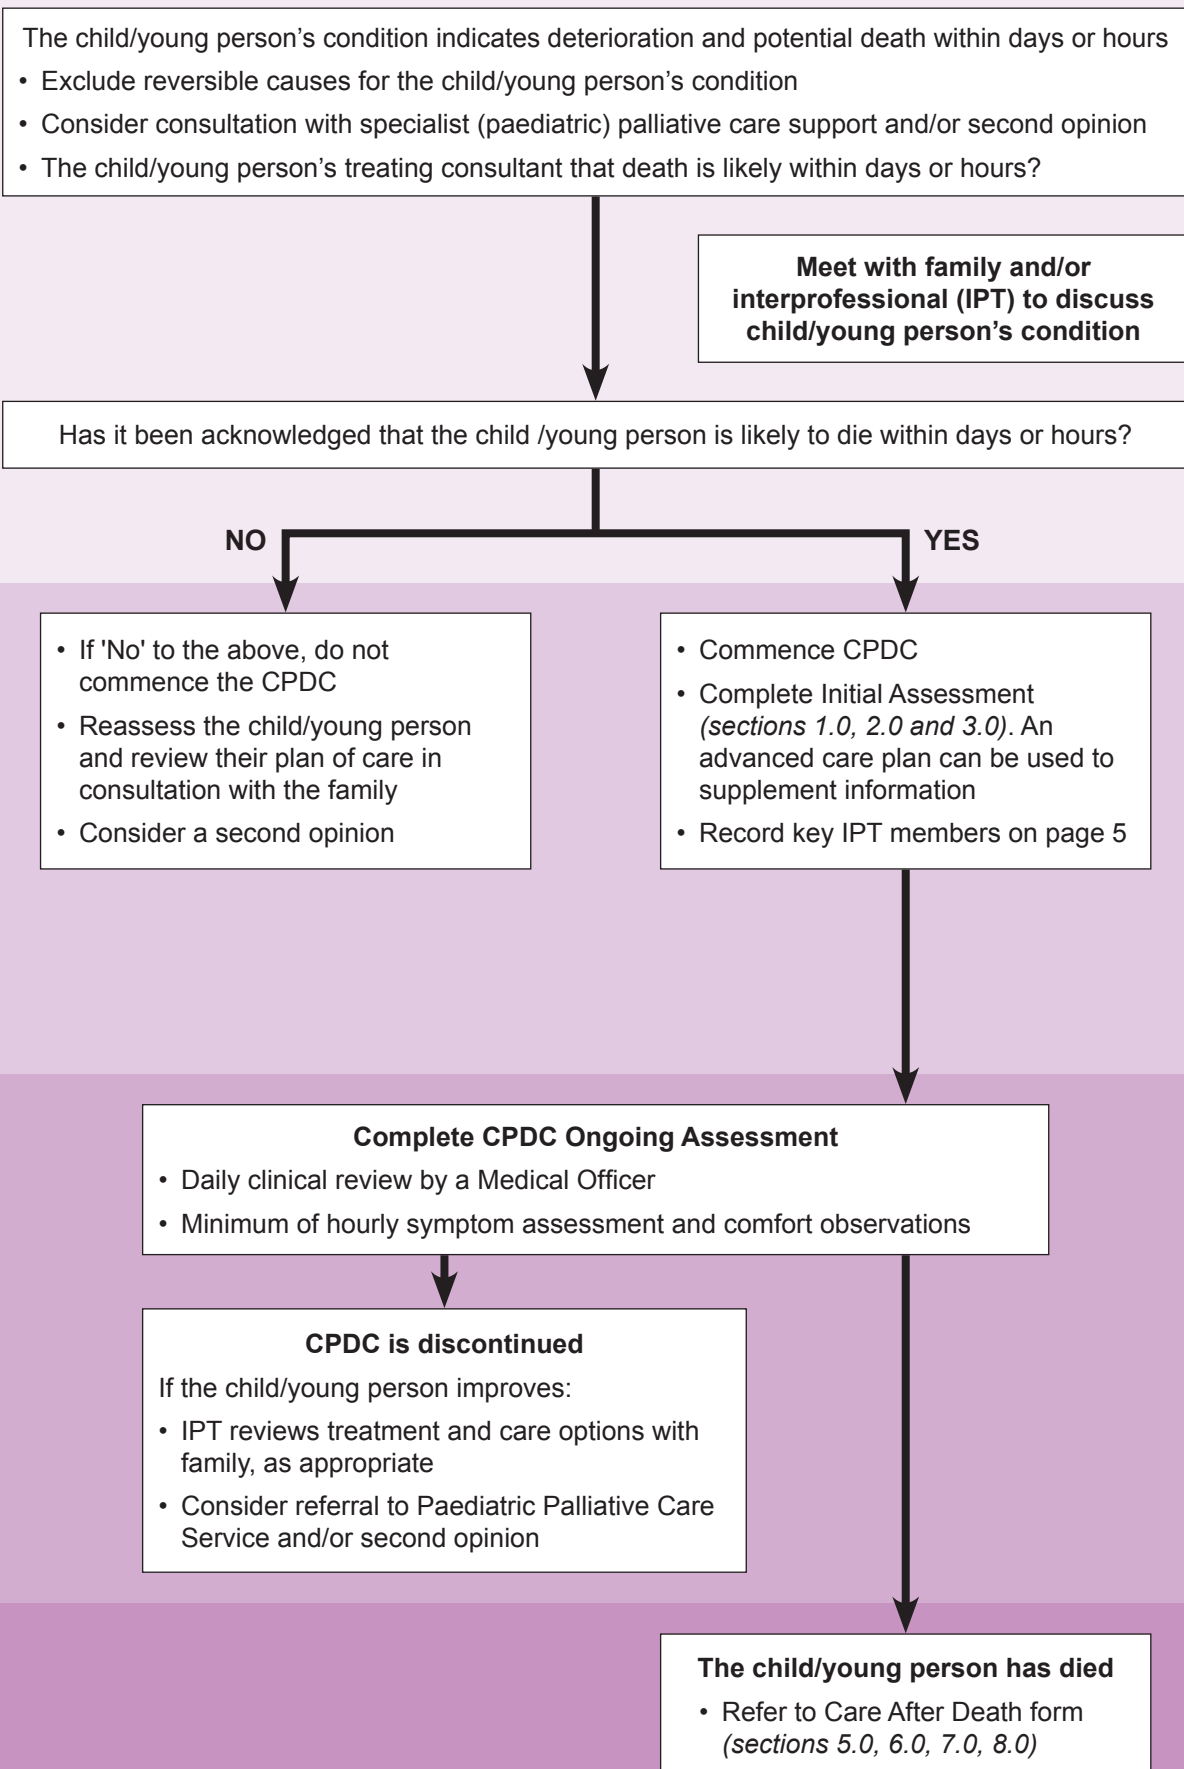 The child/young person’s condition indicates deterioration and potential death within days or hours
• Exclude reversible causes for the child/young person’s condition
• Consider consultation with specialist (paediatric) palliative care support and/or second opinion
• The child/young person’s treating consultant that death is likely within days or hours?
Meet with family and/or
interprofessional (IPT) to discuss
child/young person’s condition
Has it been acknowledged that the child /young person is likely to die within days or hours?
NO
YES
• If 'No' to the above, do not
commence the CPDC
• Reassess the child/young person
and review their plan of care in
consultation with the family
• Consider a second opinion
• Commence CPDC
• Complete Initial Assessment
(sections 1.0, 2.0 and 3.0). An
advanced care plan can be used to
supplement information
• Record key IPT members on page 5
Complete CPDC Ongoing Assessment
• Daily clinical review by a Medical Officer
• Minimum of hourly symptom assessment and comfort observations
CPDC is discontinued
If the child/young person improves:
• IPT reviews treatment and care options with
family, as appropriate
• Consider referral to Paediatric Palliative Care
Service and/or second opinion
The child/young person has died
• Refer to Care After Death form
(sections 5.0, 6.0, 7.0, 8.0)